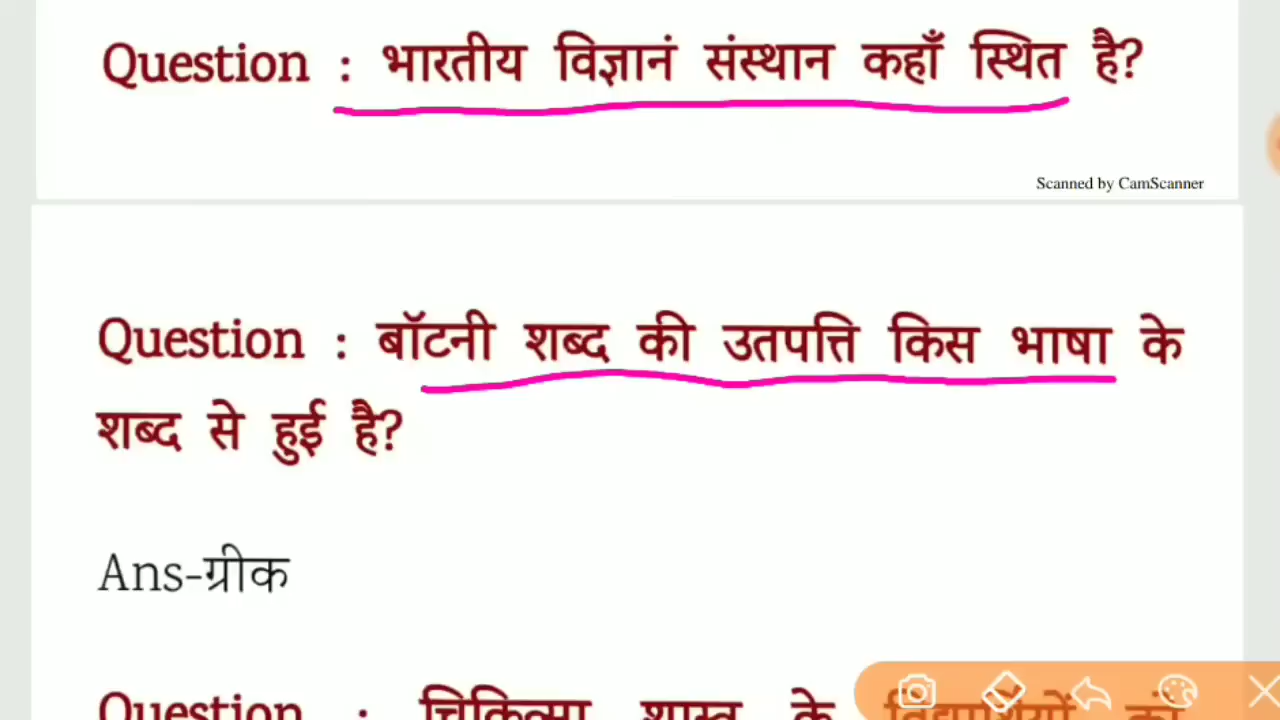 Question : भारतीय विज्ञानं संस्थान कहाँ स्थित है?
Scanned by CamScanner
Question : बॉटनी शब्द की उतपत्ति किस भाषा के
शब्द से हुई है?
Ans-ग्रीक
Question : चिकित्सा शास्त्र के विद्यार्थियों को